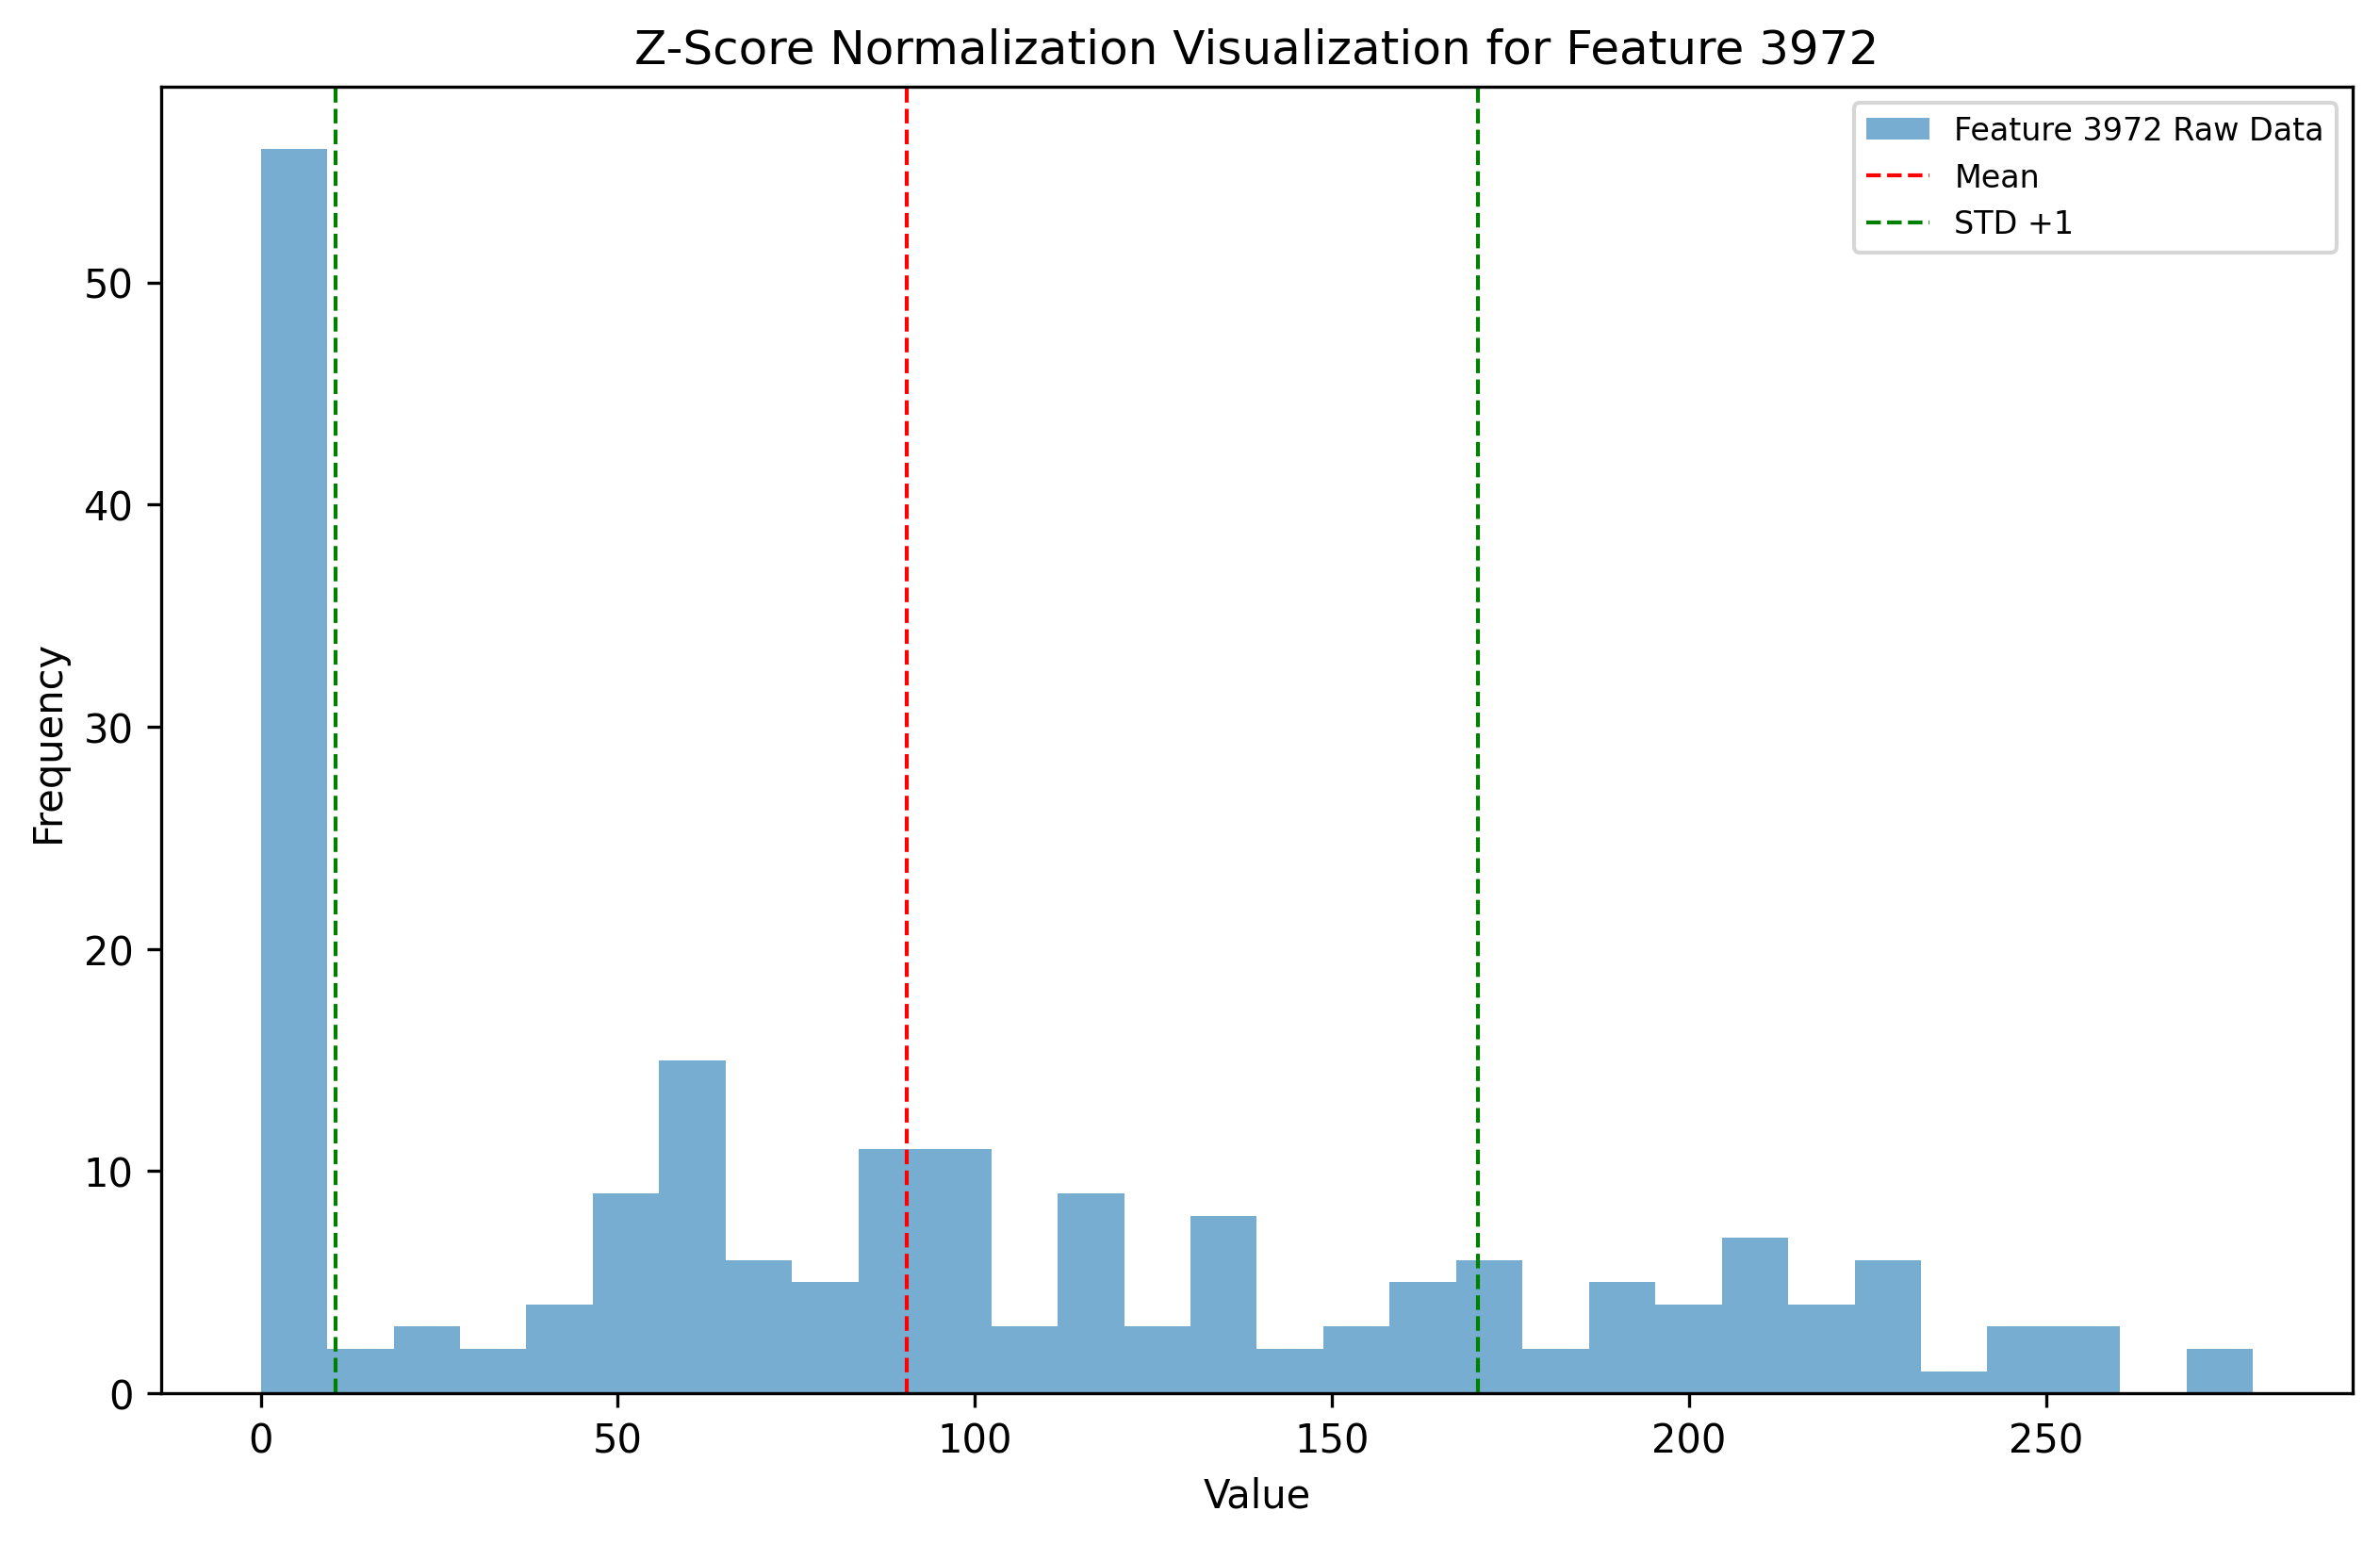 Z-Score Normalization Visualization for Feature 3972
Feature 3972 Raw Data
Mean
STD +1
Frequency
50
40
30
20
10
0
0 50 100 150 200 250
Value